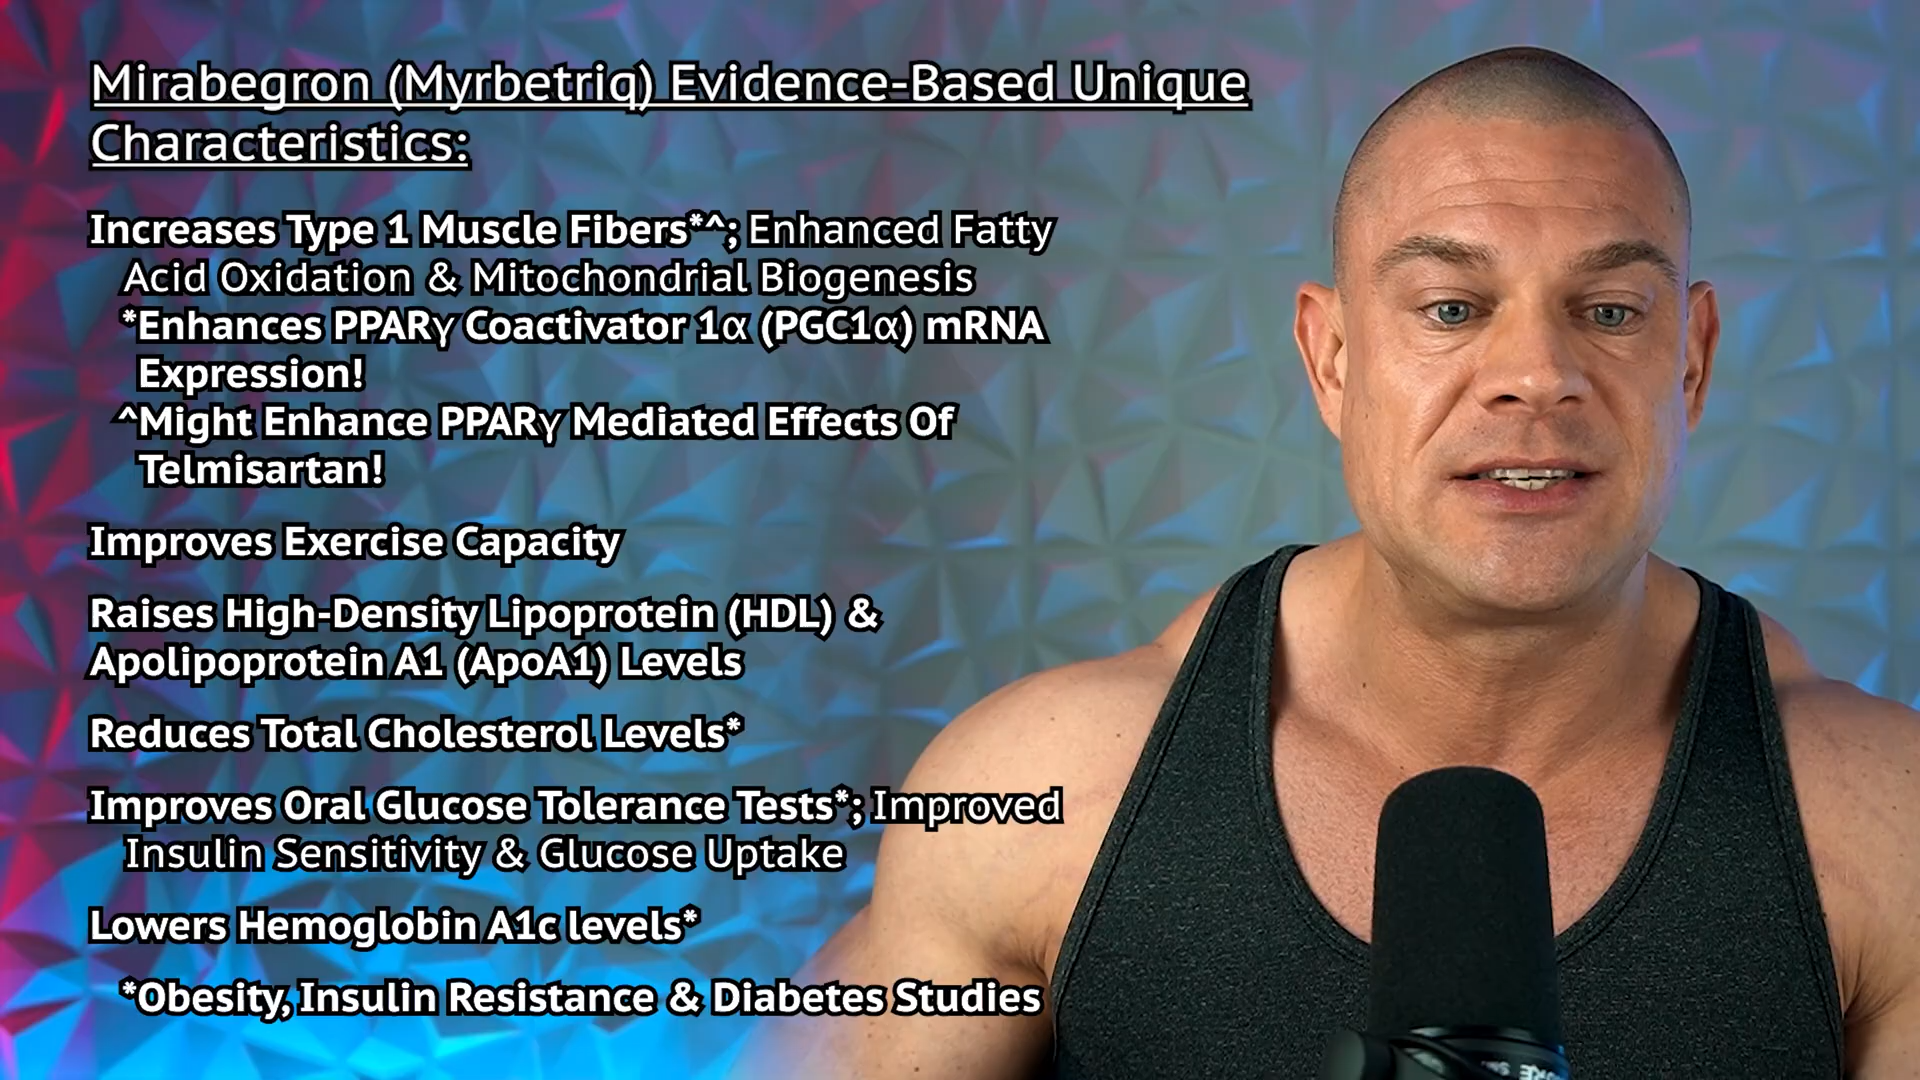 Mirabegron (Myrbetriq) Evidence-Based Unique
Characteristics:
Increases Type 1 Muscle Fibers*^; Enhanced Fatty
Acid Oxidation & Mitochondrial Biogenesis
*Enhances PPARγ Coactivator 1α (PGC1α) mRNA
Expression!
^Might Enhance PPARγ Mediated Effects Of
Telmisartan!
Improves Exercise Capacity
Raises High-Density Lipoprotein (HDL) &
Apolipoprotein A1 (ApoA1) Levels
Reduces Total Cholesterol Levels*
Improves Oral Glucose Tolerance Tests*; Improved
Insulin Sensitivity & Glucose Uptake
Lowers Hemoglobin A1c levels*
*Obesity, Insulin Resistance & Diabetes Studies